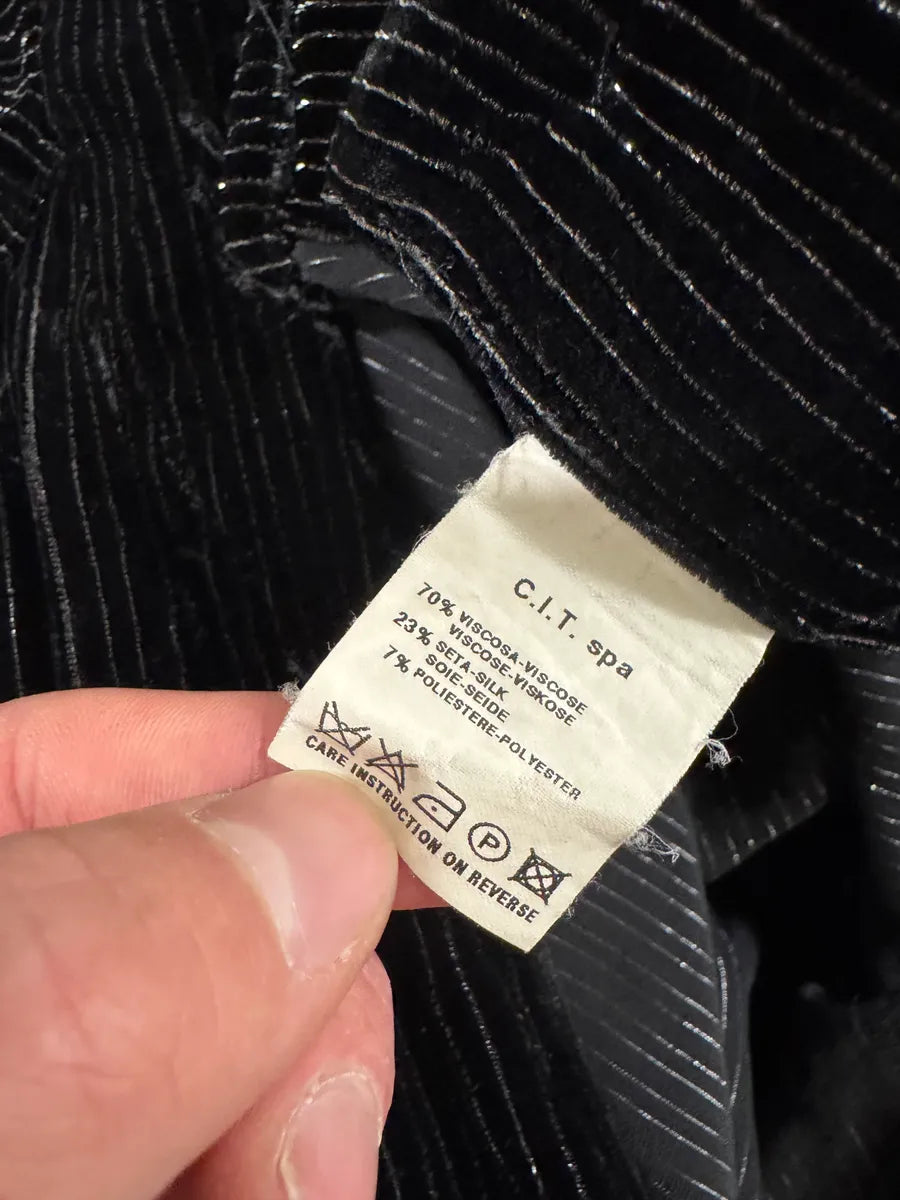 C.I.T. spa
70% VISCOSA-VISCOSE
VISCOSE-VISKOSE
23% SETA-SILK
SOIE-SEIDE
7% POLIESTERE-POLYESTER
P
CARE INSTRUCTION ON REVERSE